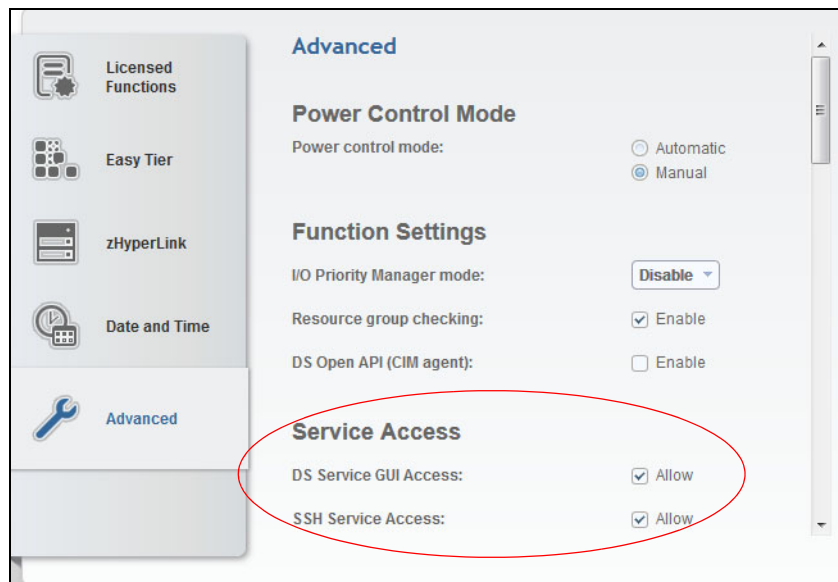 Licensed
Functions
Easy Tier
zHyperLink
Date and Time
Advanced
Advanced
Power Control Mode
Power control mode:
Automatic
Manual
Function Settings
I/O Priority Manager mode:
Disable
Resource group checking:
Enable
DS Open API (CIM agent):
Enable
Service Access
DS Service GUI Access:
Allow
SSH Service Access:
Allow